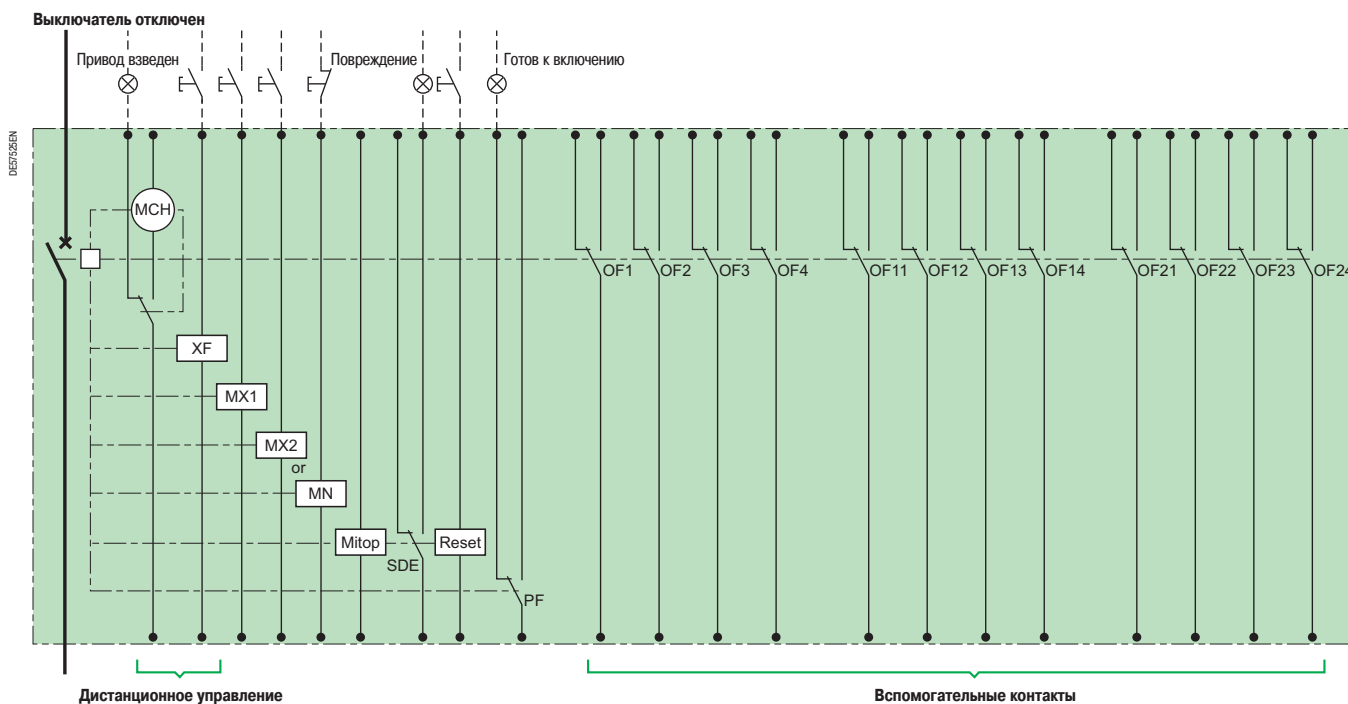 Выключатель отключен
Привод взведен
Повреждение
Готов к включению
DE57525EN
MCH
OF1
OF2
OF3
OF4
OF11
OF12
OF13
OF14
OF21
OF22
OF23
OF24
XF
MX1
MX2
or
MN
Mitop
SDE
Reset
PF
Дистанционное управление
Вспомогательные контакты